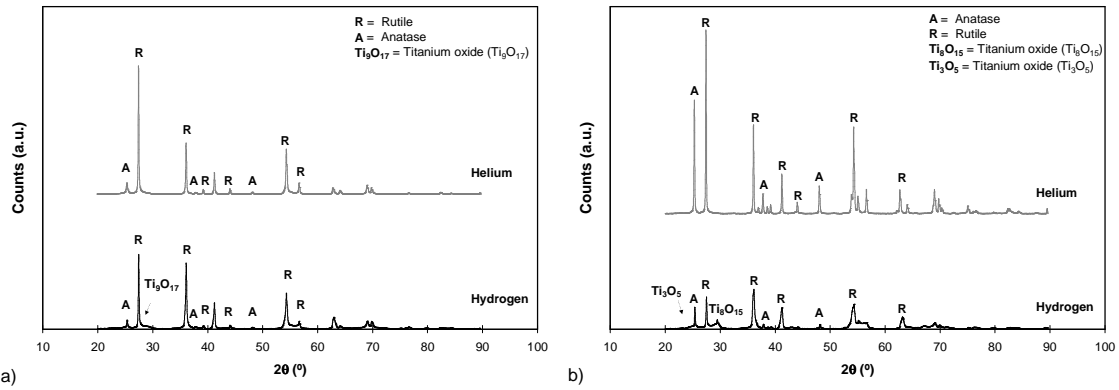 a)
R = Rutile
A = Anatase
Ti₉O₁₇ = Titanium oxide (Ti₉O₁₇)
R
R
R
A
A R
R
A
R
Helium
Counts (a.u.)
R
R
Ti₉O₁₇
R
A
A R
R
A
R
Hydrogen
10 20 30 40 50 60 70 80 90 100
2θ (º)
a)
b)
A = Anatase
R = Rutile
Ti₈O₁₅ = Titanium oxide (Ti₈O₁₅)
Ti₃O₅ = Titanium oxide (Ti₃O₅)
R
A
R
R
R
A
R
A
R
Helium
Counts (a.u.)
Ti₃O₅
A
R
Ti₈O₁₅
R
A
R
A
R
R
Hydrogen
10 20 30 40 50 60 70 80 90 100
2θ (º)
b)